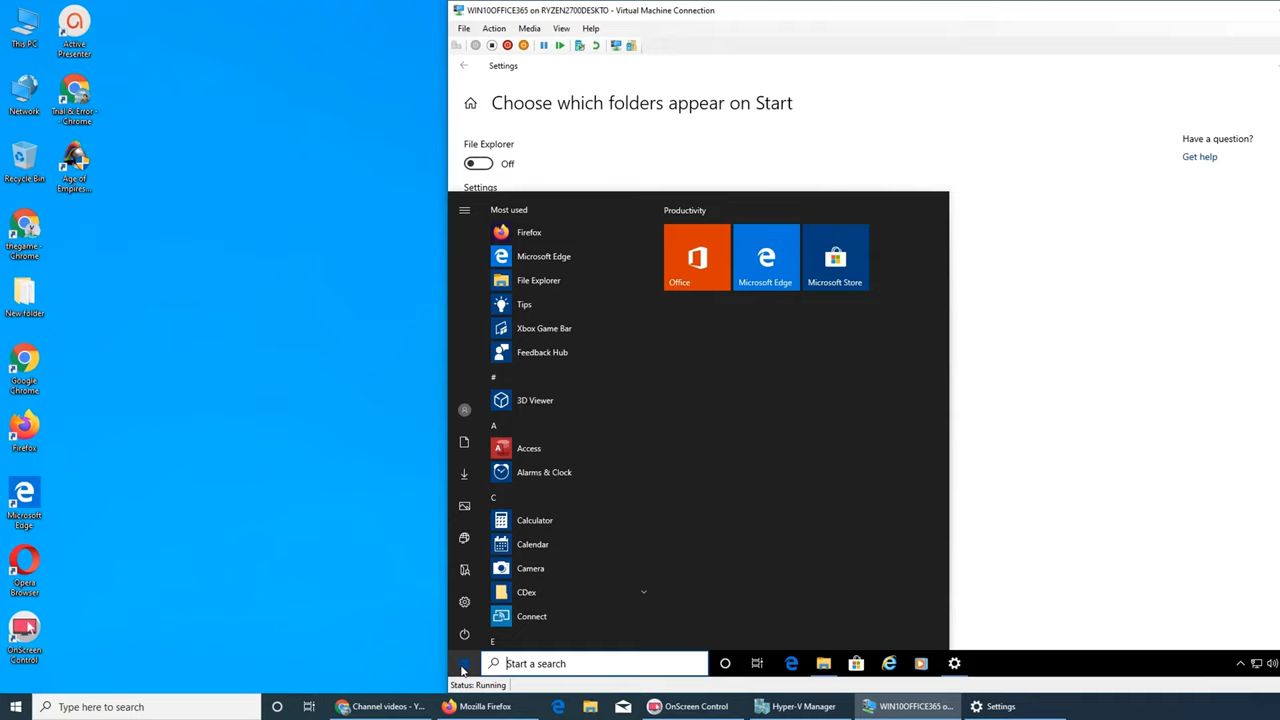 This PC
Active
Presenter
Network
Trial & Error -
- Chrome
Recycle Bin
Age of
Empires...
thegame -
Chrome
New folder
Google
Chrome
Firefox
Microsoft
Edge
Opera
Browser
OnScreen
Control
WIN10OFFICE365 on RYZEN2700DESKTO - Virtual Machine Connection
File Action Media View Help
Settings
Choose which folders appear on Start
File Explorer
Off
Settings
Have a question?
Get help
Most used
Firefox
Microsoft Edge
File Explorer
Tips
Xbox Game Bar
Feedback Hub
#
3D Viewer
A
Access
Alarms & Clock
C
Calculator
Calendar
Camera
CDex
Connect
E
Productivity
Office
Microsoft Edge
Microsoft Store
Start a search
Status: Running
Type here to search
Channel videos - Y...
Mozilla Firefox
OnScreen Control
Hyper-V Manager
WIN10OFFICE365 o...
Settings